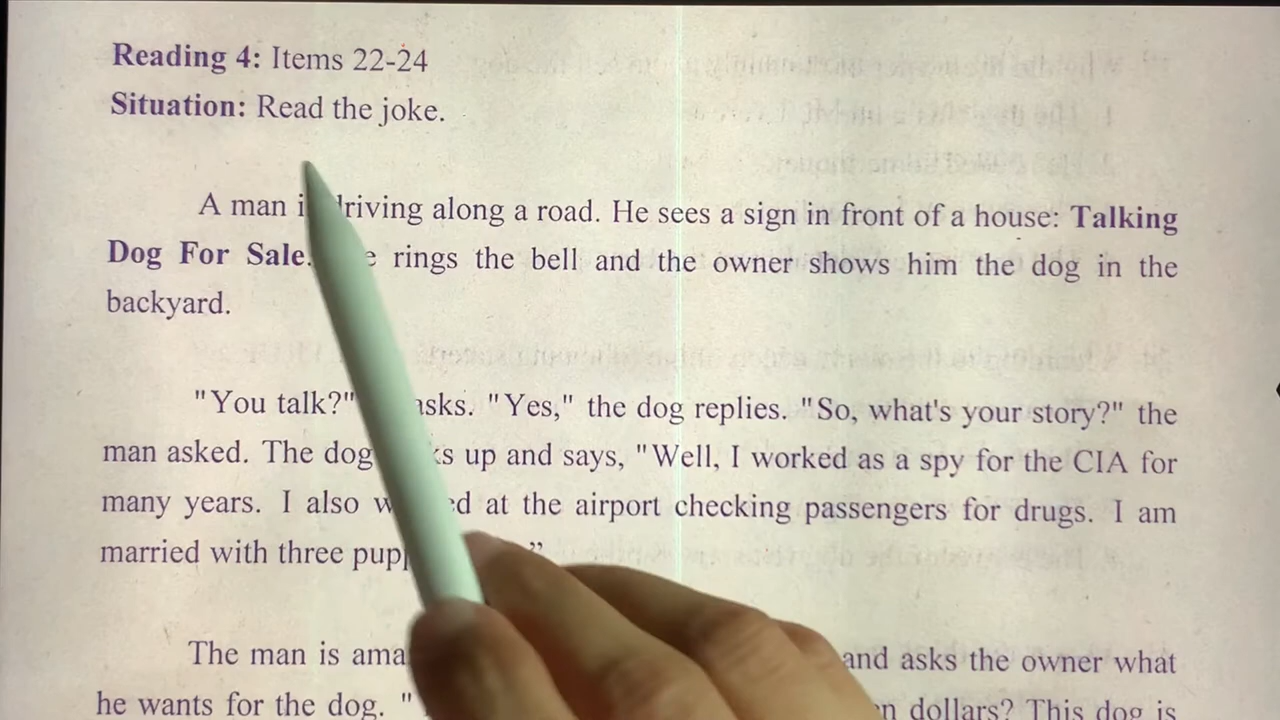 Reading 4: Items 22-24
Situation: Read the joke.
A man driving along a road. He sees a sign in front of a house: Talking
Dog For Sale. rings the bell and the owner shows him the dog in the
backyard.
"You talk?" asks. "Yes," the dog replies. "So, what's your story?" the
man asked. The dog up and says, "Well, I worked as a spy for the CIA for
many years. I also at the airport checking passengers for drugs. I am
married with three
The man is and asks the owner what
he wants for the dog. " dollars? This dog is